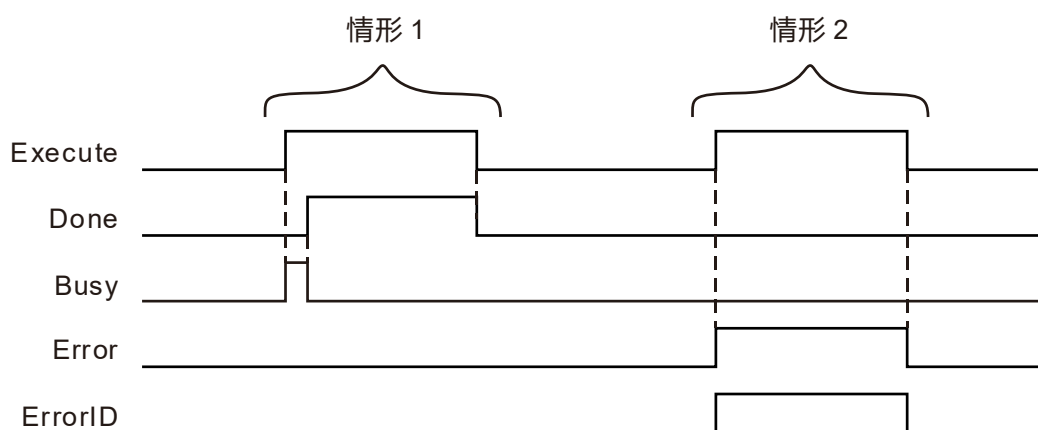 情形 1 情形 2
Execute
Done
Busy
Error
ErrorID